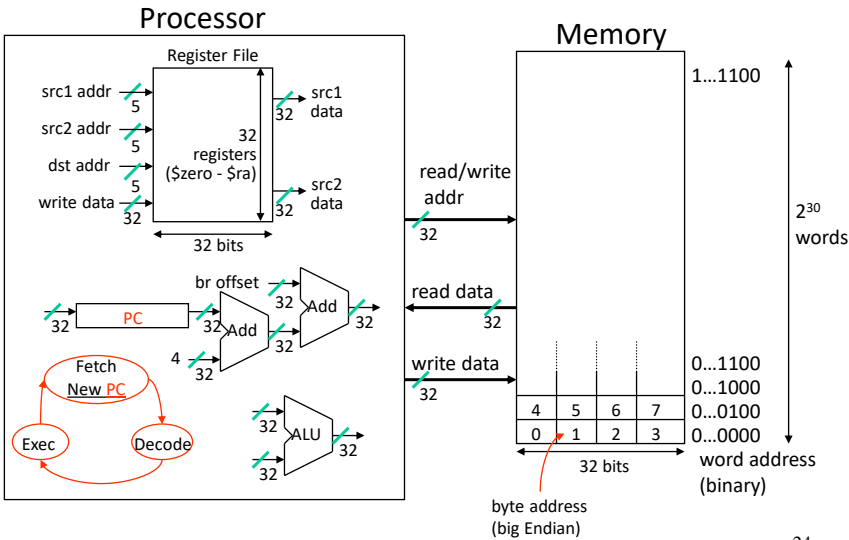 Processor
Memory
Register File
src1 addr
5
src2 addr
5
dst addr
5
write data
32
32
registers
($zero - $ra)
32 bits
src1
data
32
src2
data
32
br offset
32
PC
32
32
Add
4
32
32
Add
32
Fetch
New PC
Exec
Decode
32
ALU
32
32
read/write
addr
32
read data
32
write data
32
1…1100
2³⁰
words
0…1100
0…1000
4 5 6 7 0…0100
0 1 2 3 0…0000
32 bits
word address
(binary)
byte address
(big Endian)